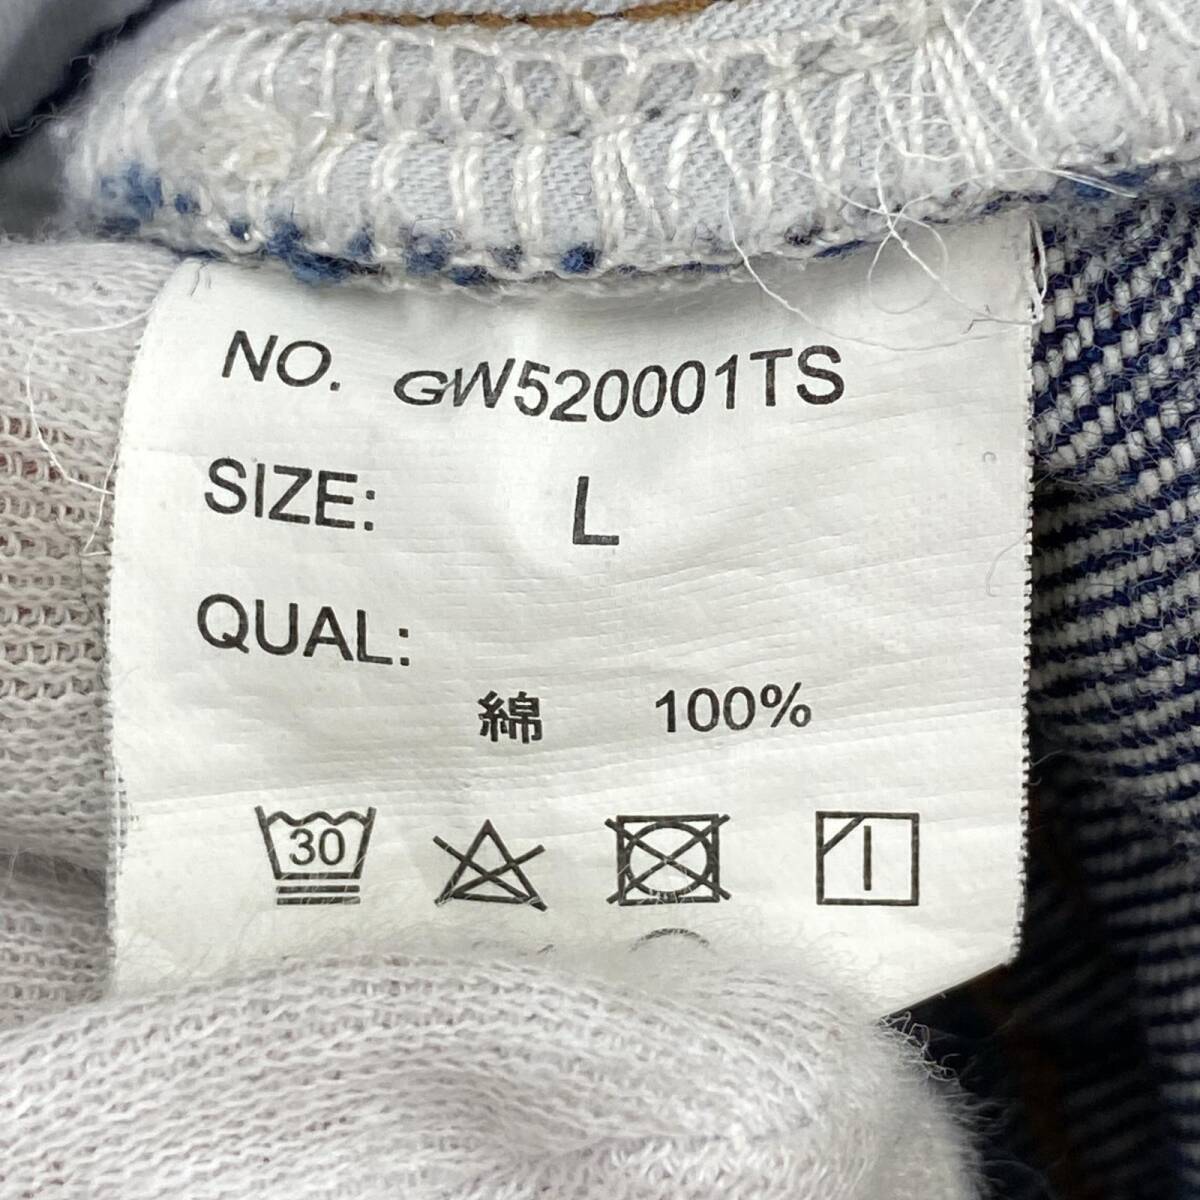 NO. GW520001TS
SIZE: L
QUAL:
綿 100%
30